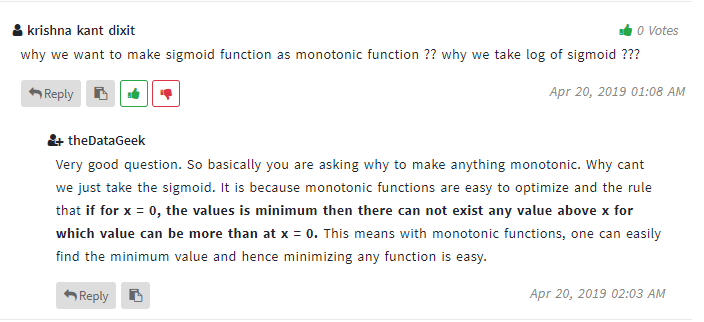 krishna kant dixit
0 Votes
why we want to make sigmoid function as monotonic function ?? why we take log of sigmoid ???
Reply
Apr 20, 2019 01:08 AM
theDataGeek
Very good question. So basically you are asking why to make anything monotonic. Why cant
we just take the sigmoid. It is because monotonic functions are easy to optimize and the rule
that if for x = 0, the values is minimum then there can not exist any value above x for
which value can be more than at x = 0. This means with monotonic functions, one can easily
find the minimum value and hence minimizing any function is easy.
Reply
Apr 20, 2019 02:03 AM